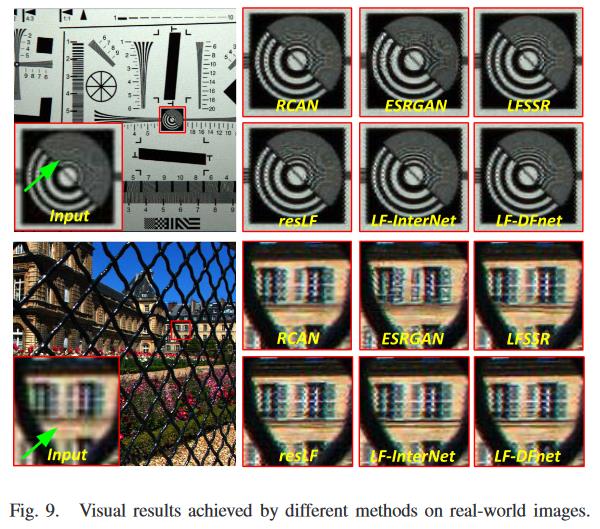 RCAN ESRGAN LFSSR
Input
resLF LF-InterNet LF-DFnet
RCAN ESRGAN LFSSR
Input
resLF LF-InterNet LF-DFnet
Fig. 9. Visual results achieved by different methods on real-world images.